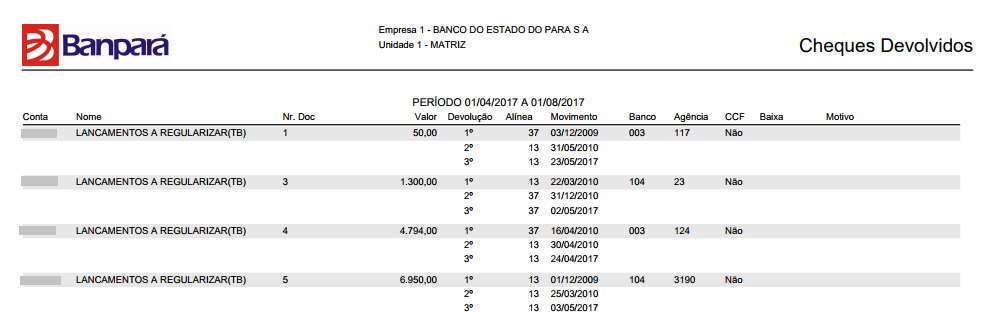 Banpará
Empresa 1 - BANCO DO ESTADO DO PARA S A
Unidade 1 - MATRIZ
Cheques Devolvidos
PERÍODO 01/04/2017 A 01/08/2017
Conta Nome Nr. Doc Valor Devolução Alínea Movimento Banco Agência CCF Baixa Motivo
LANCAMENTOS A REGULARIZAR(TB) 1 50,00 1º 37 03/12/2009 003 117 Não
2º 13 31/05/2010
3º 13 23/05/2017
LANCAMENTOS A REGULARIZAR(TB) 3 1.300,00 1º 13 22/03/2010 104 23 Não
2º 37 31/12/2010
3º 37 02/05/2017
LANCAMENTOS A REGULARIZAR(TB) 4 4.794,00 1º 37 16/04/2010 003 124 Não
2º 13 30/04/2010
3º 13 24/04/2017
LANCAMENTOS A REGULARIZAR(TB) 5 6.950,00 1º 13 01/12/2009 104 3190 Não
2º 13 25/03/2010
3º 13 03/05/2017